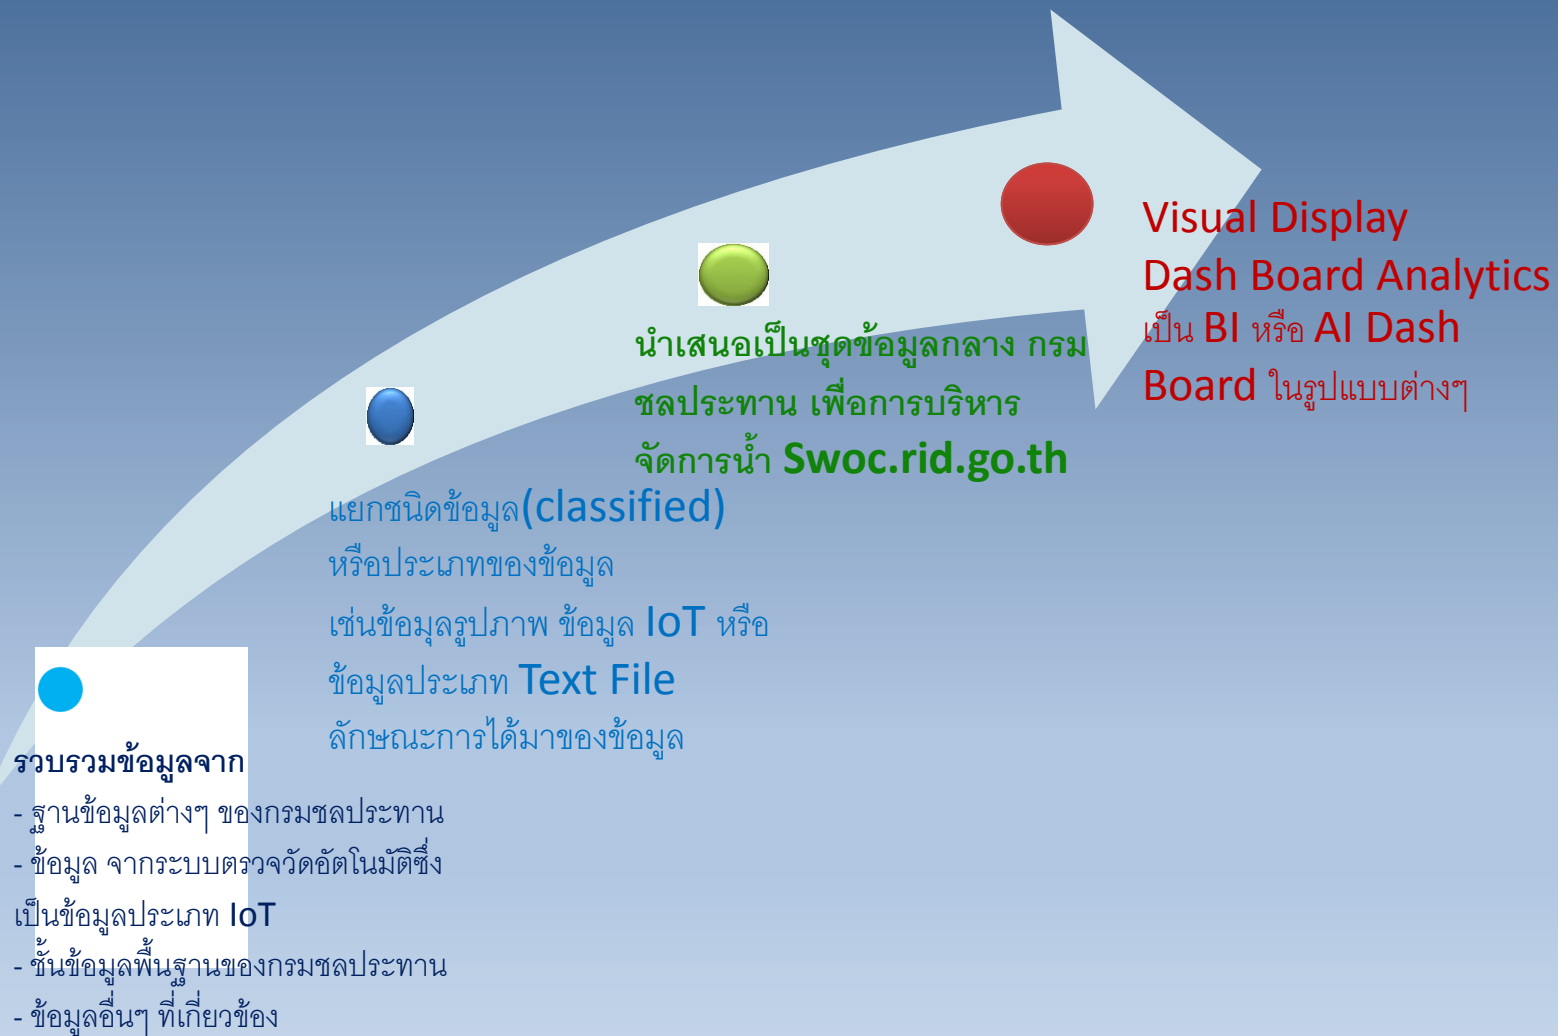 Visual Display
Dash Board Analytics
เป็น BI หรือ AI Dash
Board ในรูปแบบต่างๆ
นำเสนอเป็นชุดข้อมูลกลาง กรม
ชลประทาน เพื่อการบริหาร
จัดการน้ำ Swoc.rid.go.th
แยกชนิดข้อมูล(classified)
หรือประเภทของข้อมูล
เช่นข้อมุลรูปภาพ ข้อมูล IoT หรือ
ข้อมูลประเภท Text File
ลักษณะการได้มาของข้อมูล
รวบรวมข้อมูลจาก
- ฐานข้อมูลต่างๆ ของกรมชลประทาน
- ข้อมูล จากระบบตรวจวัดอัตโนมัติซึ่ง
เป็นข้อมูลประเภท IoT
- ชั้นข้อมูลพื้นฐานของกรมชลประทาน
- ข้อมูลอื่นๆ ที่เกี่ยวข้อง